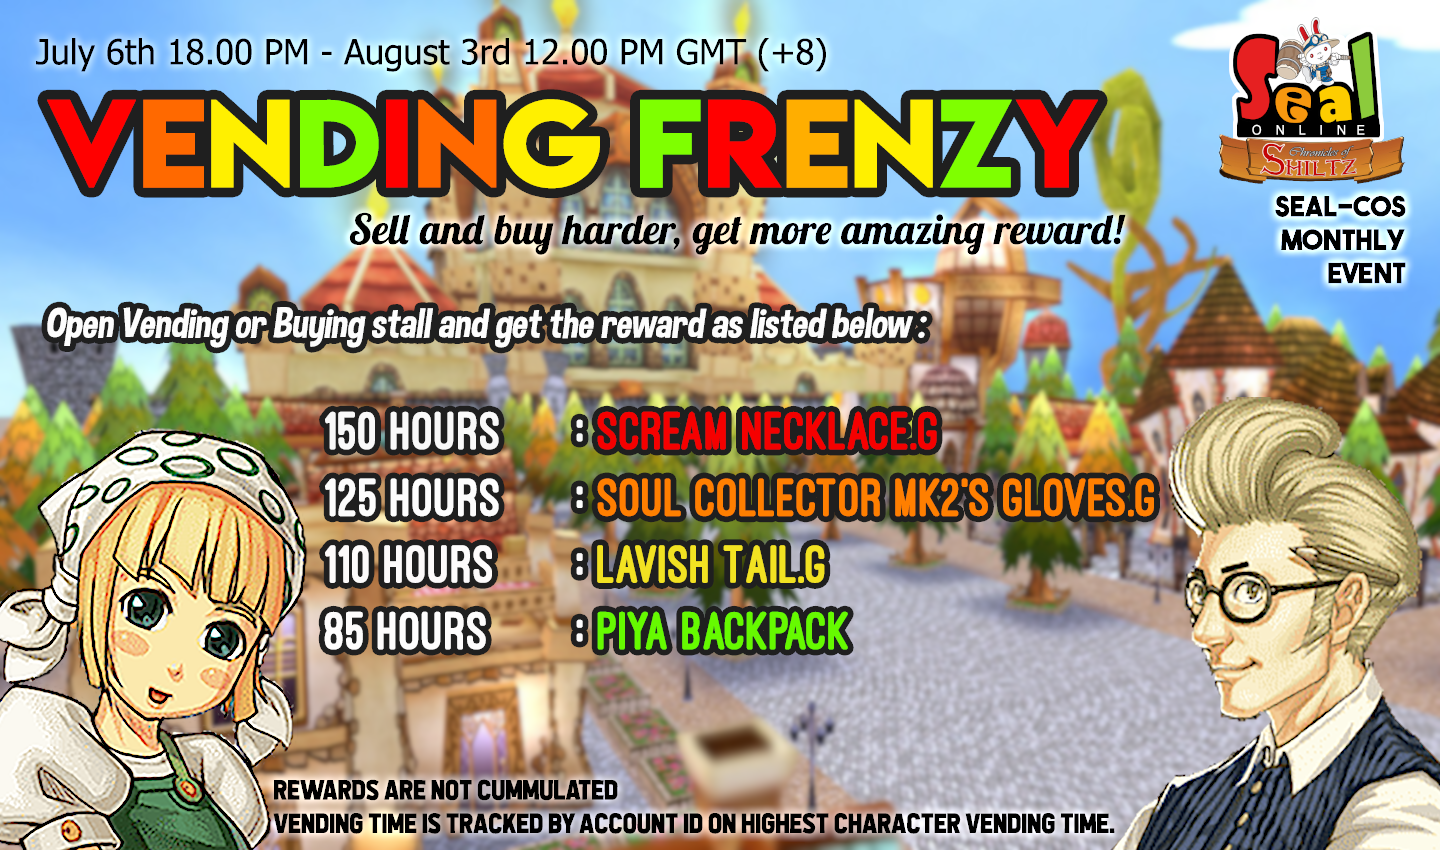 July 6th 18.00 PM - August 3rd 12.00 PM GMT (+8)
VENDING FRENZY
Sell and buy harder, get more amazing reward!
Seal
ONLINE
Chronicles of
SHILTZ
SEAL-COS
MONTHLY
EVENT
Open Vending or Buying stall and get the reward as listed below :
150 HOURS : SCREAM NECKLACE.G
125 HOURS : SOUL COLLECTOR MK2'S GLOVES.G
110 HOURS : LAVISH TAIL.G
85 HOURS : PIYA BACKPACK
REWARDS ARE NOT CUMMULATED
VENDING TIME IS TRACKED BY ACCOUNT ID ON HIGHEST CHARACTER VENDING TIME.